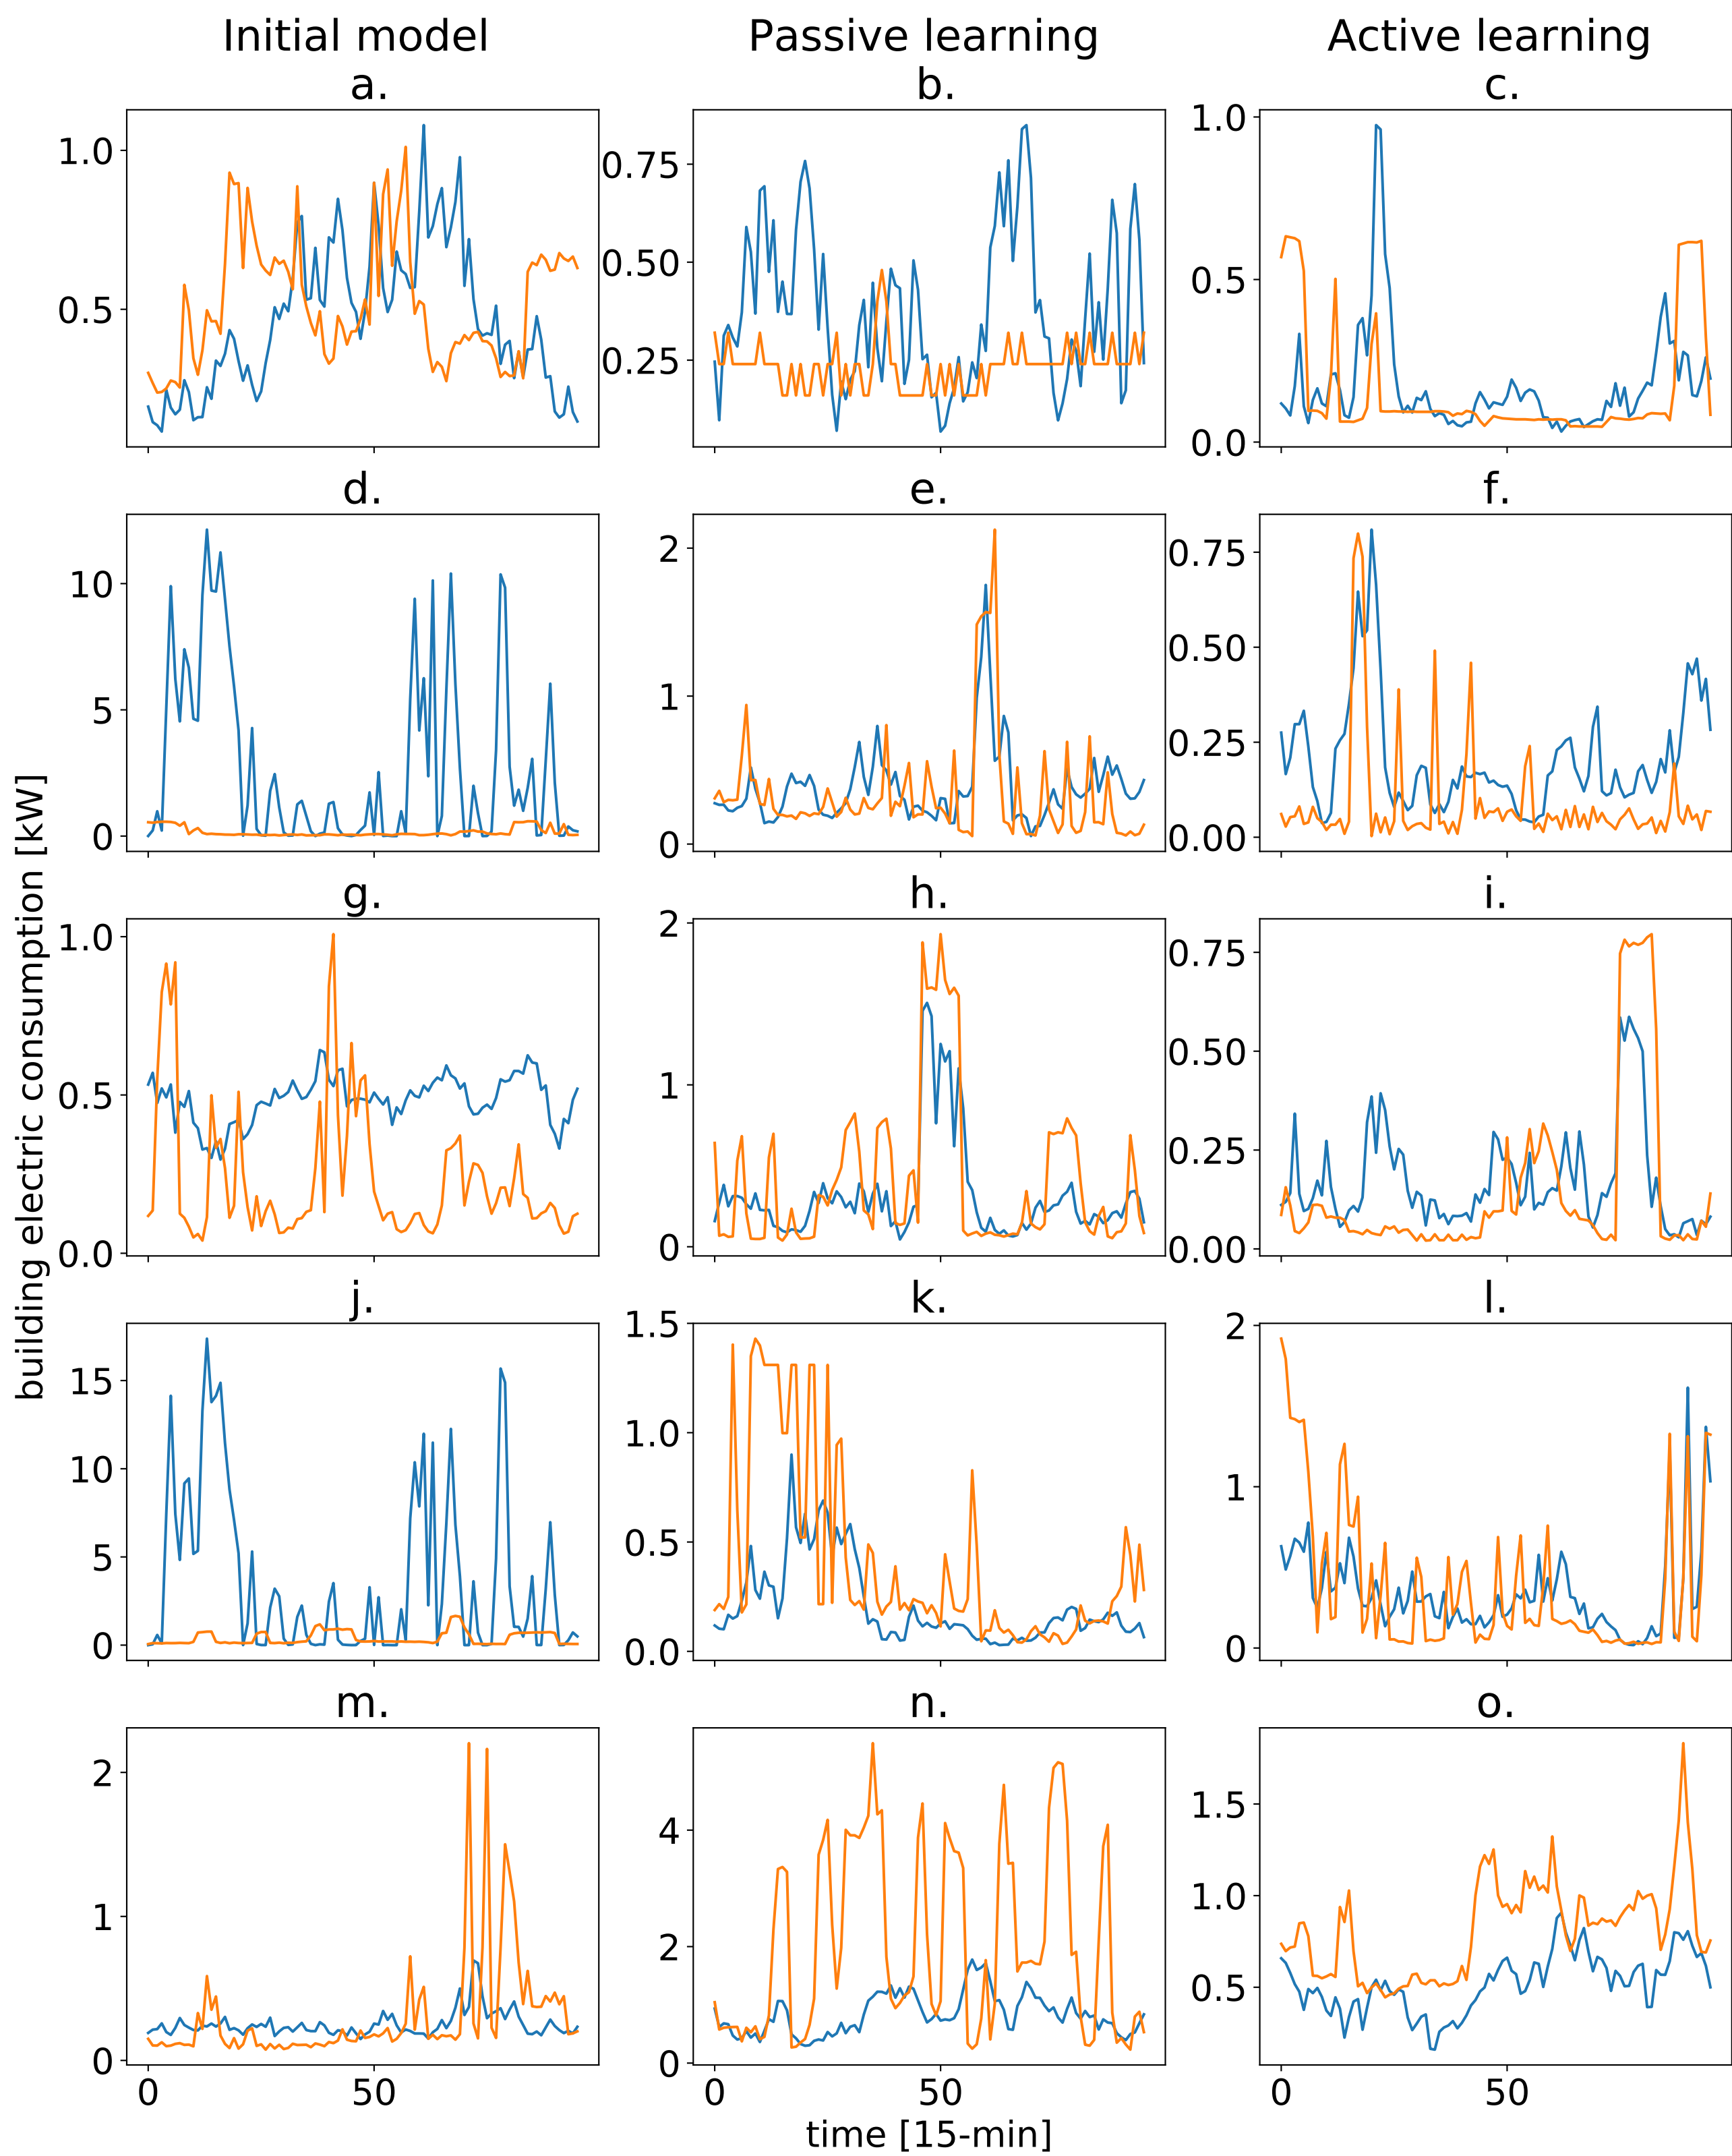 Initial model Passive learning Active learning
a. b. c.
1.0 0.75 1.0
0.5 0.50 0.5
0.25 0.0
d. e. f.
10 2 0.75
5 1 0.50
0 0 0.25
0.00
g. h. i.
1.0 2 0.75
0.5 1 0.50
0.0 0 0.25
0.00
building electric consumption [kW]
j. k. l.
15 1.5 2
10 1.0 1
5 0.5 0
0 0.0
m. n. o.
2 4 1.5
1 2 1.0
0 0 0.5
0 50 0 50 0 50
time [15-min]